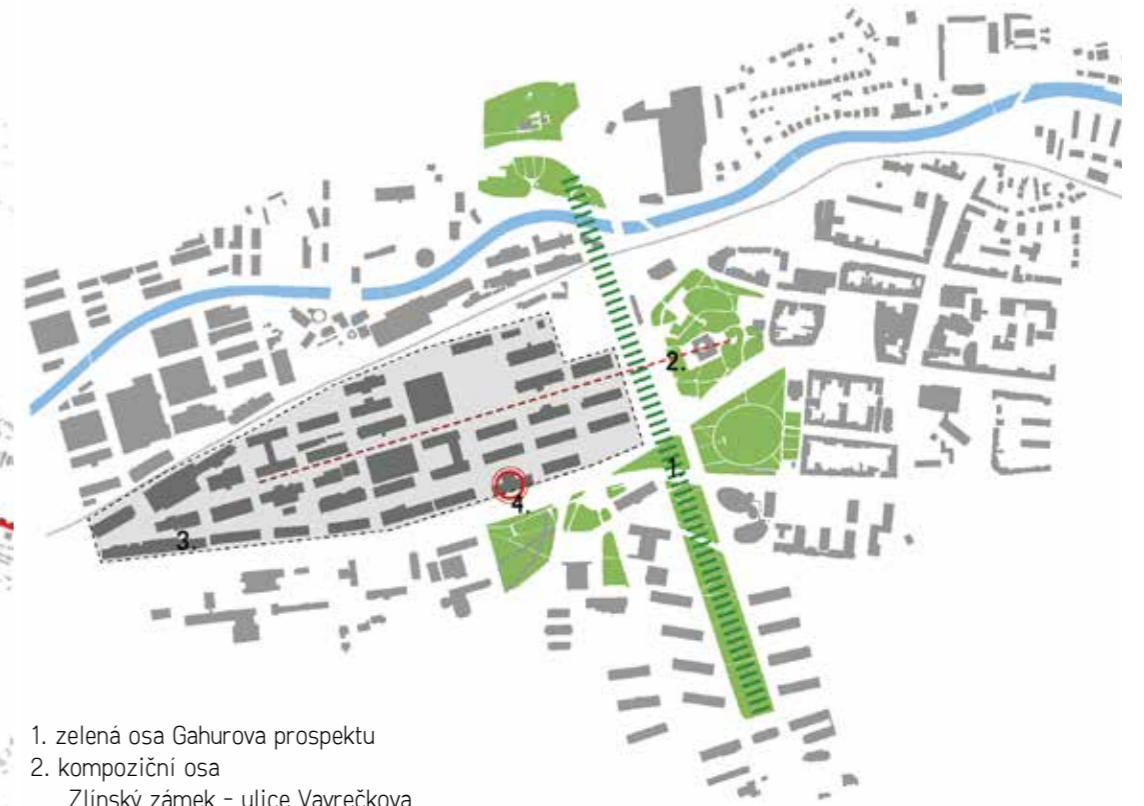 2.
1.
4.
3.
1. zelená osa Gahurova prospektu
2. kompoziční osa
Zlínský zámek - ulice Vavrečkova